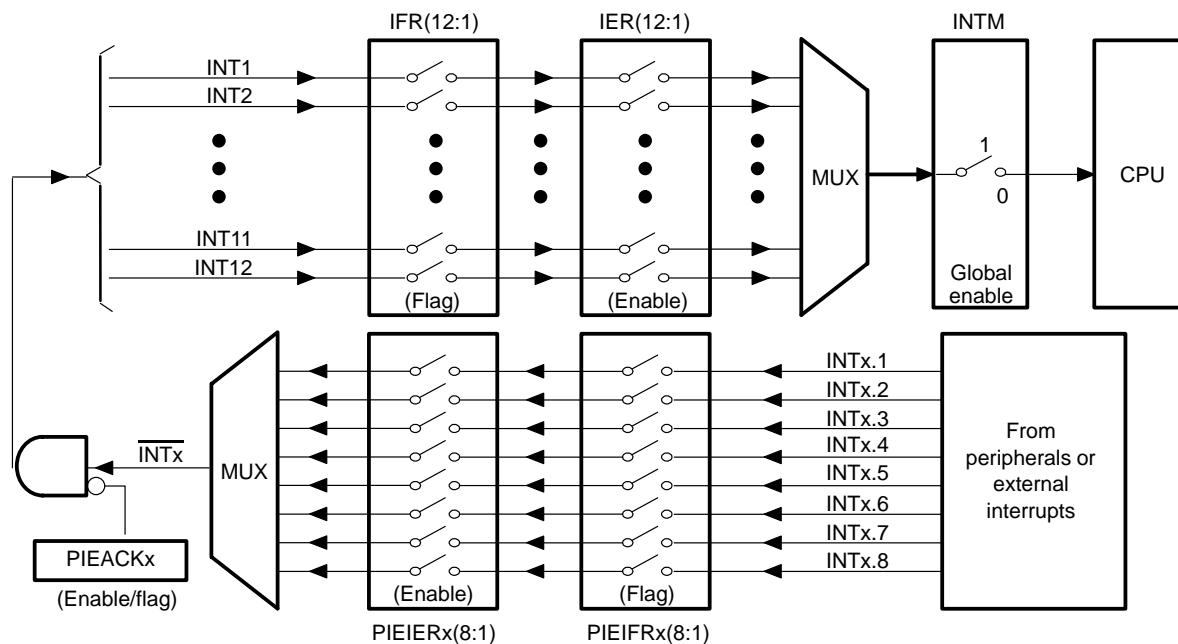 IFR(12:1) IER(12:1) INTM
INT1
INT2
1
MUX
CPU
0
INT11
INT12
Global
enable
(Flag) (Enable)
INTx.1
INTx.2
INTx.3
INTx.4
INTx.5
INTx.6
INTx.7
INTx.8
From
peripherals or
external
interrupts
INTx
MUX
PIEACKx
(Enable/flag)
(Enable) (Flag)
PIEIERx(8:1) PIEIFRx(8:1)